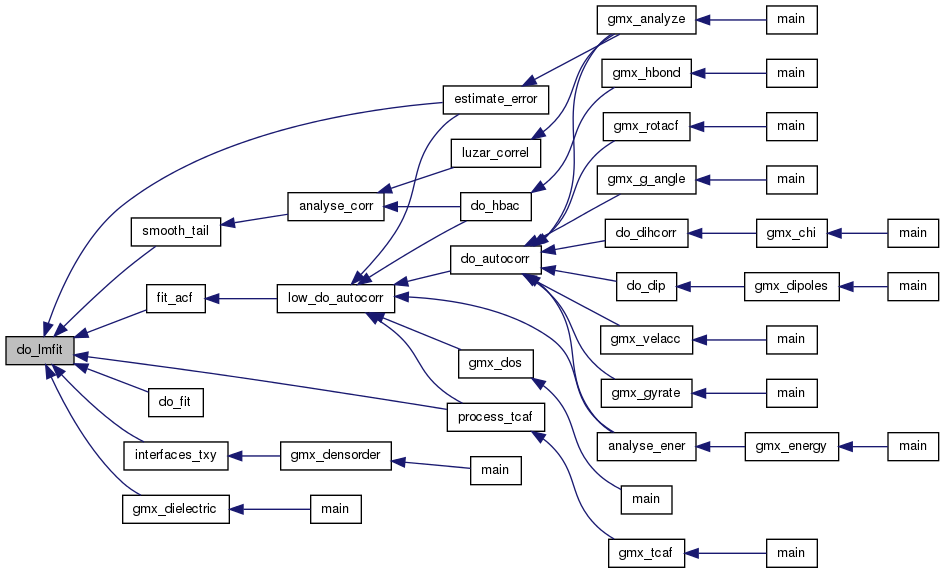 gmx_analyze
main
gmx_hbond
main
estimate_error
gmx_rotacf
main
luzar_correl
gmx_g_angle
main
analyse_corr
do_hbac
smooth_tail
do_dihcorr
gmx_chi
main
do_autocorr
do_dip
gmx_dipoles
main
fit_acf
low_do_autocorr
gmx_velacc
main
do_lmfit
gmx_dos
gmx_gyrate
main
do_fit
process_tcaf
analyse_ener
gmx_energy
main
interfaces_txy
gmx_densorder
main
main
gmx_dielectric
main
gmx_tcaf
main